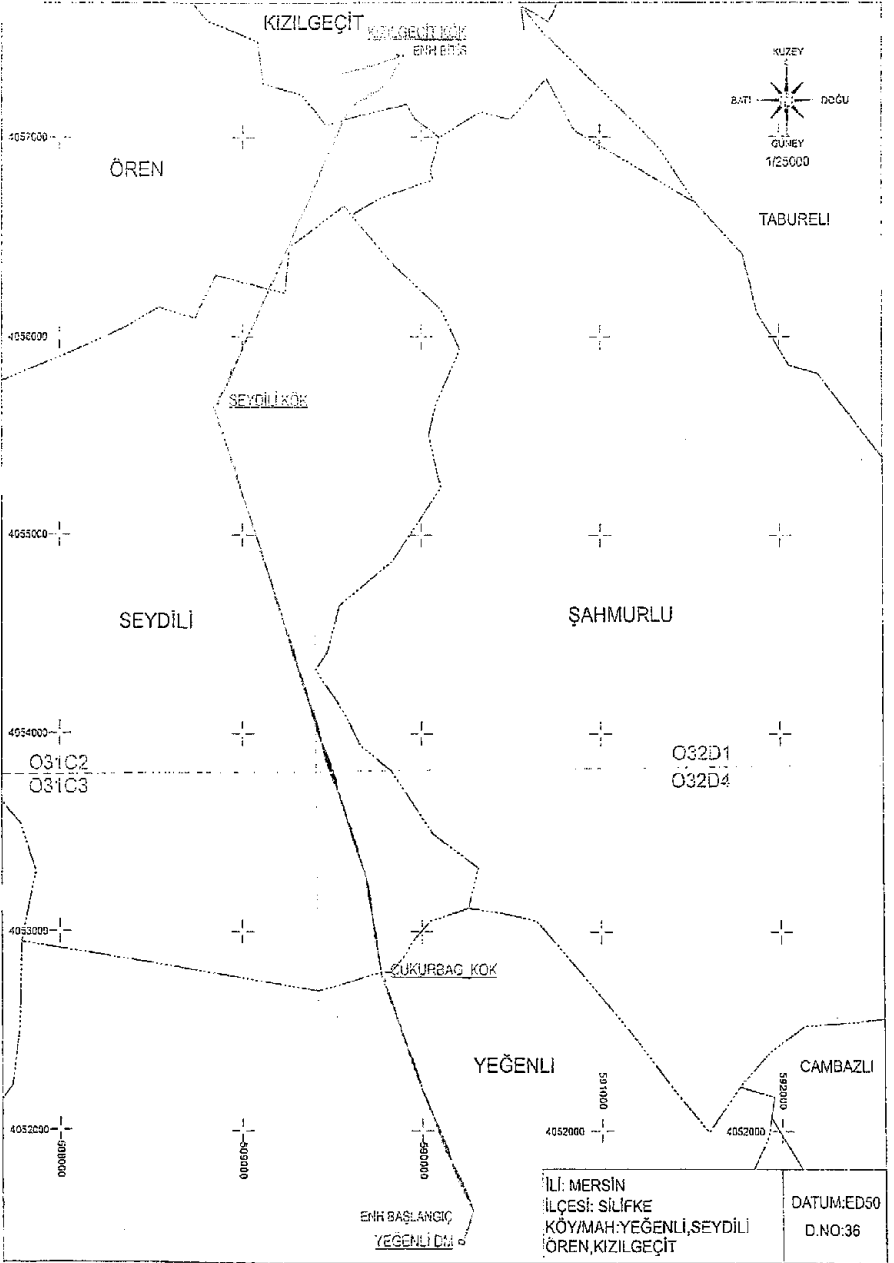 KIZILGEÇİT
KIZILGEÇİT KÖK
ENH BİTİŞ
KUZEY
BATI
DOĞU
GÜNEY
1/25000
4057000
ÖREN
TABURELİ
4056000
SEYDİLİ KÖK
4055000
SEYDİLİ
ŞAHMURLU
4054000
O31C2
O32D1
O31C3
O32D4
4053000
ÇUKURBAĞ KÖK
YEĞENLİ
CAMBAZLI
4052000
588000
589000
590000
4052000
591000
4052000
592000
ENH BAŞLANGIÇ
YEĞENLİ DM
İLİ: MERSİN
İLÇESİ: SİLİFKE
KÖY/MAH:YEĞENLİ,SEYDİLİ
ÖREN,KIZILGEÇİT
DATUM:ED50
D.NO:36